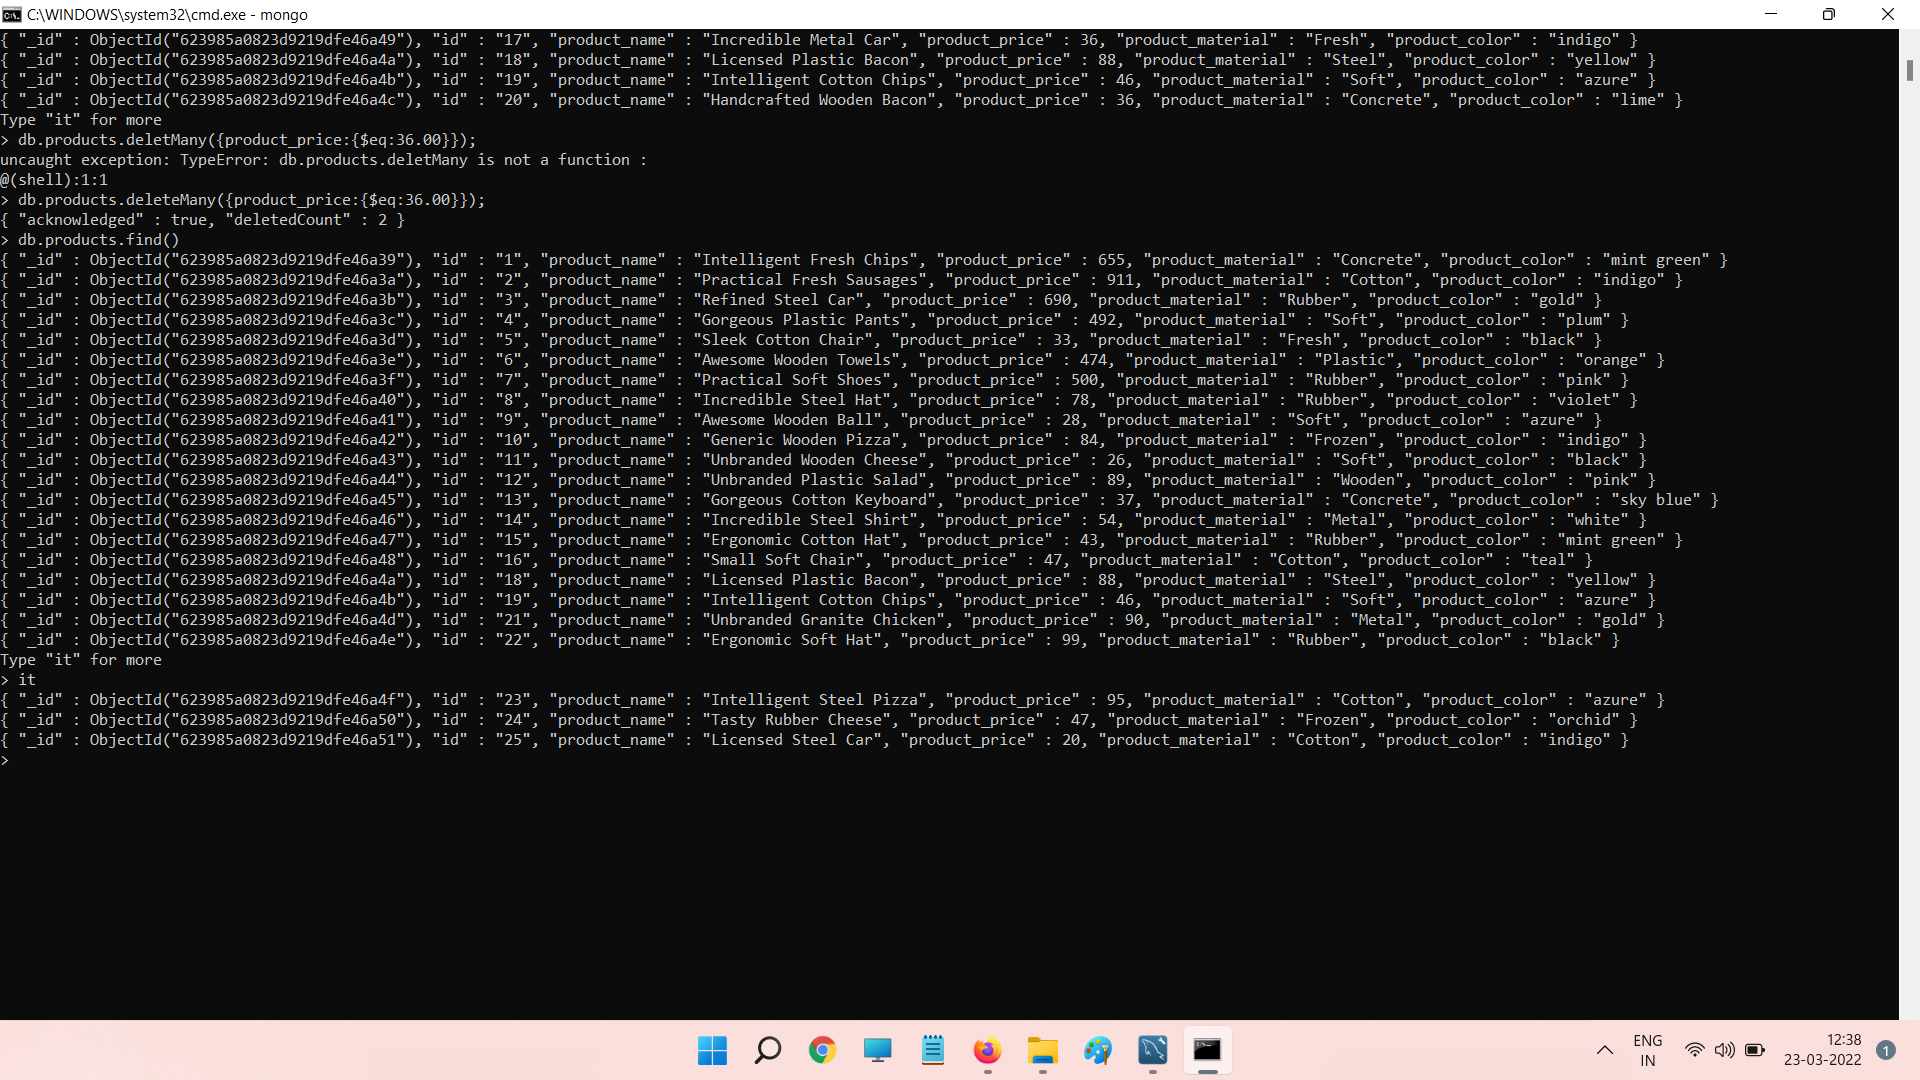 C:\WINDOWS\system32\cmd.exe - mongo
{ "_id" : ObjectId("623985a0823d9219dfe46a49"), "id" : "17", "product_name" : "Incredible Metal Car", "product_price" : 36, "product_material" : "Fresh", "product_color" : "indigo" }
{ "_id" : ObjectId("623985a0823d9219dfe46a4a"), "id" : "18", "product_name" : "Licensed Plastic Bacon", "product_price" : 88, "product_material" : "Steel", "product_color" : "yellow" }
{ "_id" : ObjectId("623985a0823d9219dfe46a4b"), "id" : "19", "product_name" : "Intelligent Cotton Chips", "product_price" : 46, "product_material" : "Soft", "product_color" : "azure" }
{ "_id" : ObjectId("623985a0823d9219dfe46a4c"), "id" : "20", "product_name" : "Handcrafted Wooden Bacon", "product_price" : 36, "product_material" : "Concrete", "product_color" : "lime" }
Type "it" for more
> db.products.deletMany({product_price:{$eq:36.00}});
uncaught exception: TypeError: db.products.deletMany is not a function :
@(shell):1:1
> db.products.deleteMany({product_price:{$eq:36.00}});
{ "acknowledged" : true, "deletedCount" : 2 }
> db.products.find()
{ "_id" : ObjectId("623985a0823d9219dfe46a39"), "id" : "1", "product_name" : "Intelligent Fresh Chips", "product_price" : 655, "product_material" : "Concrete", "product_color" : "mint green" }
{ "_id" : ObjectId("623985a0823d9219dfe46a3a"), "id" : "2", "product_name" : "Practical Fresh Sausages", "product_price" : 911, "product_material" : "Cotton", "product_color" : "indigo" }
{ "_id" : ObjectId("623985a0823d9219dfe46a3b"), "id" : "3", "product_name" : "Refined Steel Car", "product_price" : 690, "product_material" : "Rubber", "product_color" : "gold" }
{ "_id" : ObjectId("623985a0823d9219dfe46a3c"), "id" : "4", "product_name" : "Gorgeous Plastic Pants", "product_price" : 492, "product_material" : "Soft", "product_color" : "plum" }
{ "_id" : ObjectId("623985a0823d9219dfe46a3d"), "id" : "5", "product_name" : "Sleek Cotton Chair", "product_price" : 33, "product_material" : "Fresh", "product_color" : "black" }
{ "_id" : ObjectId("623985a0823d9219dfe46a3e"), "id" : "6", "product_name" : "Awesome Wooden Towels", "product_price" : 474, "product_material" : "Plastic", "product_color" : "orange" }
{ "_id" : ObjectId("623985a0823d9219dfe46a3f"), "id" : "7", "product_name" : "Practical Soft Shoes", "product_price" : 500, "product_material" : "Rubber", "product_color" : "pink" }
{ "_id" : ObjectId("623985a0823d9219dfe46a40"), "id" : "8", "product_name" : "Incredible Steel Hat", "product_price" : 78, "product_material" : "Rubber", "product_color" : "violet" }
{ "_id" : ObjectId("623985a0823d9219dfe46a41"), "id" : "9", "product_name" : "Awesome Wooden Ball", "product_price" : 28, "product_material" : "Soft", "product_color" : "azure" }
{ "_id" : ObjectId("623985a0823d9219dfe46a42"), "id" : "10", "product_name" : "Generic Wooden Pizza", "product_price" : 84, "product_material" : "Frozen", "product_color" : "indigo" }
{ "_id" : ObjectId("623985a0823d9219dfe46a43"), "id" : "11", "product_name" : "Unbranded Wooden Cheese", "product_price" : 26, "product_material" : "Soft", "product_color" : "black" }
{ "_id" : ObjectId("623985a0823d9219dfe46a44"), "id" : "12", "product_name" : "Unbranded Plastic Salad", "product_price" : 89, "product_material" : "Wooden", "product_color" : "pink" }
{ "_id" : ObjectId("623985a0823d9219dfe46a45"), "id" : "13", "product_name" : "Gorgeous Cotton Keyboard", "product_price" : 37, "product_material" : "Concrete", "product_color" : "sky blue" }
{ "_id" : ObjectId("623985a0823d9219dfe46a46"), "id" : "14", "product_name" : "Incredible Steel Shirt", "product_price" : 54, "product_material" : "Metal", "product_color" : "white" }
{ "_id" : ObjectId("623985a0823d9219dfe46a47"), "id" : "15", "product_name" : "Ergonomic Cotton Hat", "product_price" : 43, "product_material" : "Rubber", "product_color" : "mint green" }
{ "_id" : ObjectId("623985a0823d9219dfe46a48"), "id" : "16", "product_name" : "Small Soft Chair", "product_price" : 47, "product_material" : "Cotton", "product_color" : "teal" }
{ "_id" : ObjectId("623985a0823d9219dfe46a4a"), "id" : "18", "product_name" : "Licensed Plastic Bacon", "product_price" : 88, "product_material" : "Steel", "product_color" : "yellow" }
{ "_id" : ObjectId("623985a0823d9219dfe46a4b"), "id" : "19", "product_name" : "Intelligent Cotton Chips", "product_price" : 46, "product_material" : "Soft", "product_color" : "azure" }
{ "_id" : ObjectId("623985a0823d9219dfe46a4d"), "id" : "21", "product_name" : "Unbranded Granite Chicken", "product_price" : 90, "product_material" : "Metal", "product_color" : "gold" }
{ "_id" : ObjectId("623985a0823d9219dfe46a4e"), "id" : "22", "product_name" : "Ergonomic Soft Hat", "product_price" : 99, "product_material" : "Rubber", "product_color" : "black" }
Type "it" for more
> it
{ "_id" : ObjectId("623985a0823d9219dfe46a4f"), "id" : "23", "product_name" : "Intelligent Steel Pizza", "product_price" : 95, "product_material" : "Cotton", "product_color" : "azure" }
{ "_id" : ObjectId("623985a0823d9219dfe46a50"), "id" : "24", "product_name" : "Tasty Rubber Cheese", "product_price" : 47, "product_material" : "Frozen", "product_color" : "orchid" }
{ "_id" : ObjectId("623985a0823d9219dfe46a51"), "id" : "25", "product_name" : "Licensed Steel Car", "product_price" : 20, "product_material" : "Cotton", "product_color" : "indigo" }
>
ENG
IN
12:38
23-03-2022
1